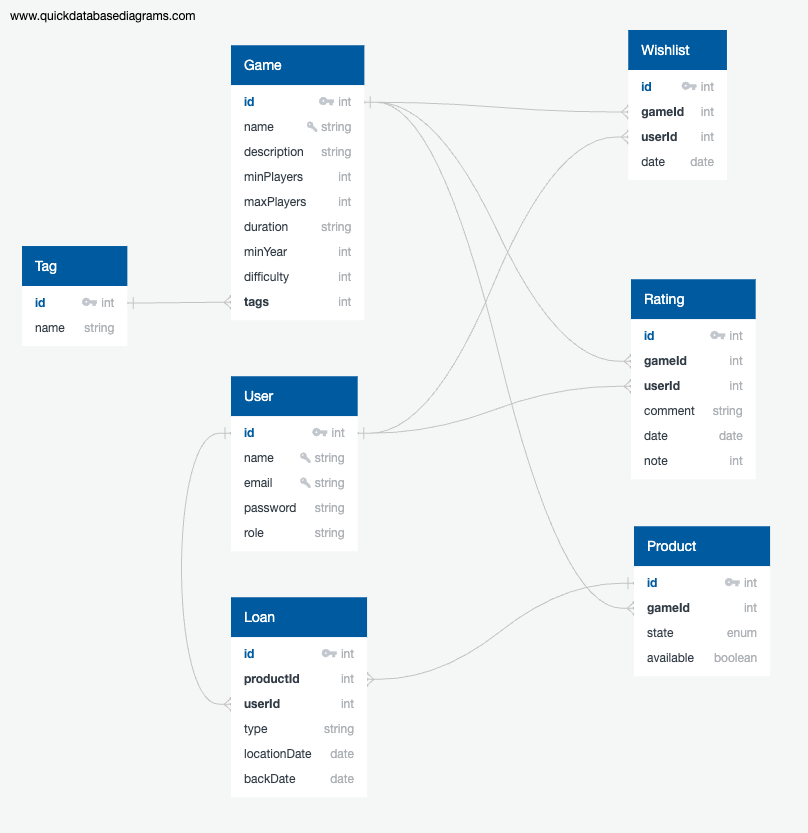 www.quickdatabasediagrams.com
Game
id int
name string
description string
minPlayers int
maxPlayers int
duration string
minYear int
difficulty int
tags int
Wishlist
id int
gameId int
userId int
date date
Tag
id int
name string
Rating
id int
gameId int
userId int
comment string
date date
note int
User
id int
name string
email string
password string
role string
Product
id int
gameId int
state enum
available boolean
Loan
id int
productId int
userId int
type string
locationDate date
backDate date